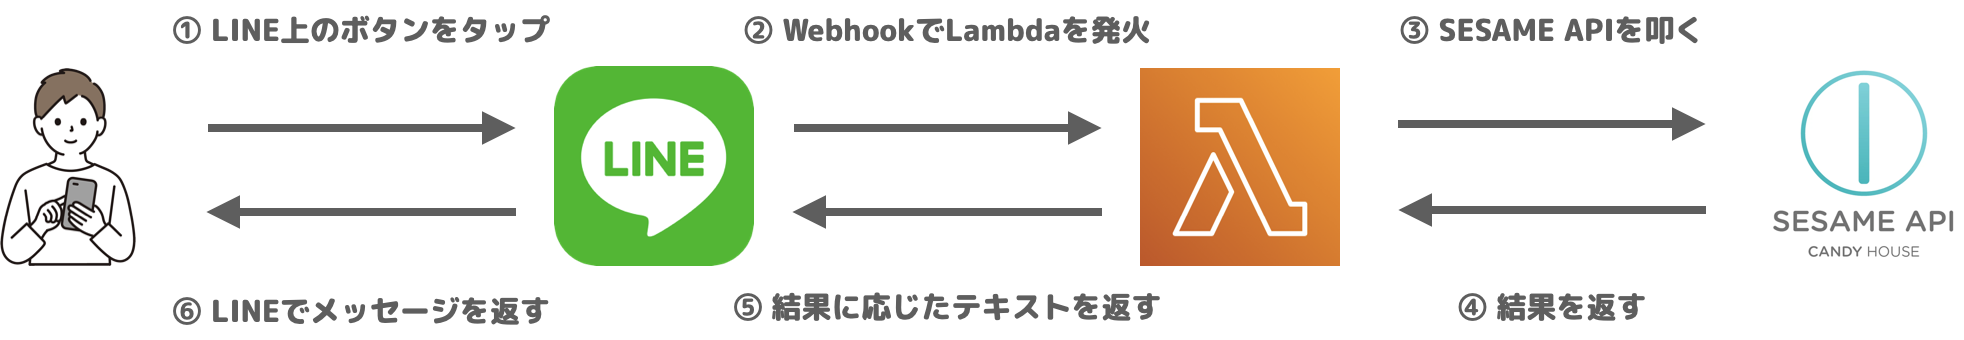 ① LINE上のボタンをタップ
② WebhookでLambdaを発火
③ SESAME APIを叩く
LINE
SESAME API
CANDY HOUSE
⑥ LINEでメッセージを返す
⑤ 結果に応じたテキストを返す
④ 結果を返す